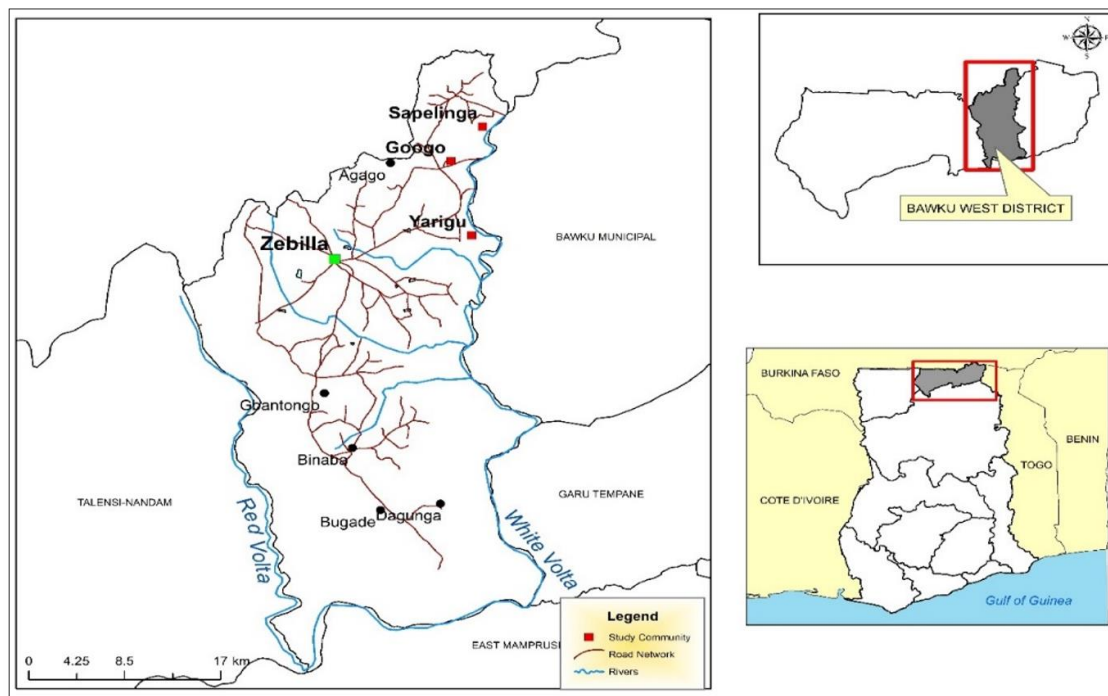 Sapelinga
Googo
Agago
Yarigu
BAWKU MUNICIPAL
Zebilla
Gbantongo
Binaba
TALENSI-NANDAM
GARU TEMPANE
Bugade
Dagunga
Red Volta
White Volta
EAST MAMPRUSI
0 4.25 8.5 17 km
Legend
Study Community
Road Network
Rivers
N
W
E
S
BAWKU WEST DISTRICT
BURKINA FASO
BENIN
TOGO
COTE D'IVOIRE
Gulf of Guinea